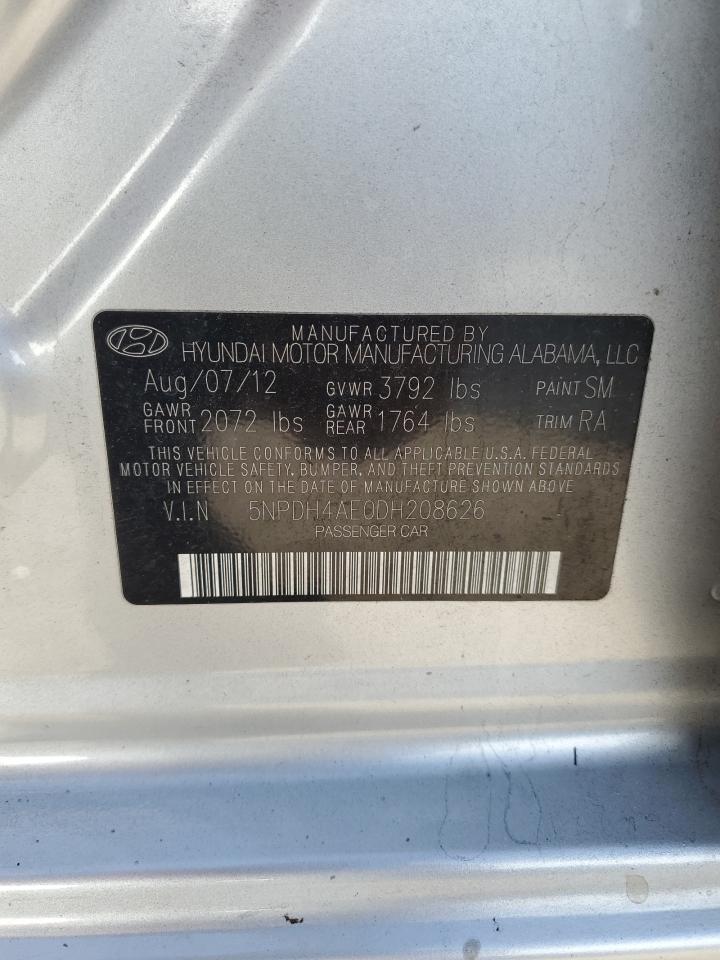 MANUFACTURED BY
HYUNDAI MOTOR MANUFACTURING ALABAMA, LLC
Aug/07/12 GVWR 3792 lbs PAINT SM
GAWR FRONT 2072 lbs GAWR REAR 1764 lbs TRIM RA
THIS VEHICLE CONFORMS TO ALL APPLICABLE U.S.A. FEDERAL
MOTOR VEHICLE SAFETY, BUMPER, AND THEFT PREVENTION STANDARDS
IN EFFECT ON THE DATE OF MANUFACTURE SHOWN ABOVE.
V.I.N 5NPDH4AE0DH208626
PASSENGER CAR